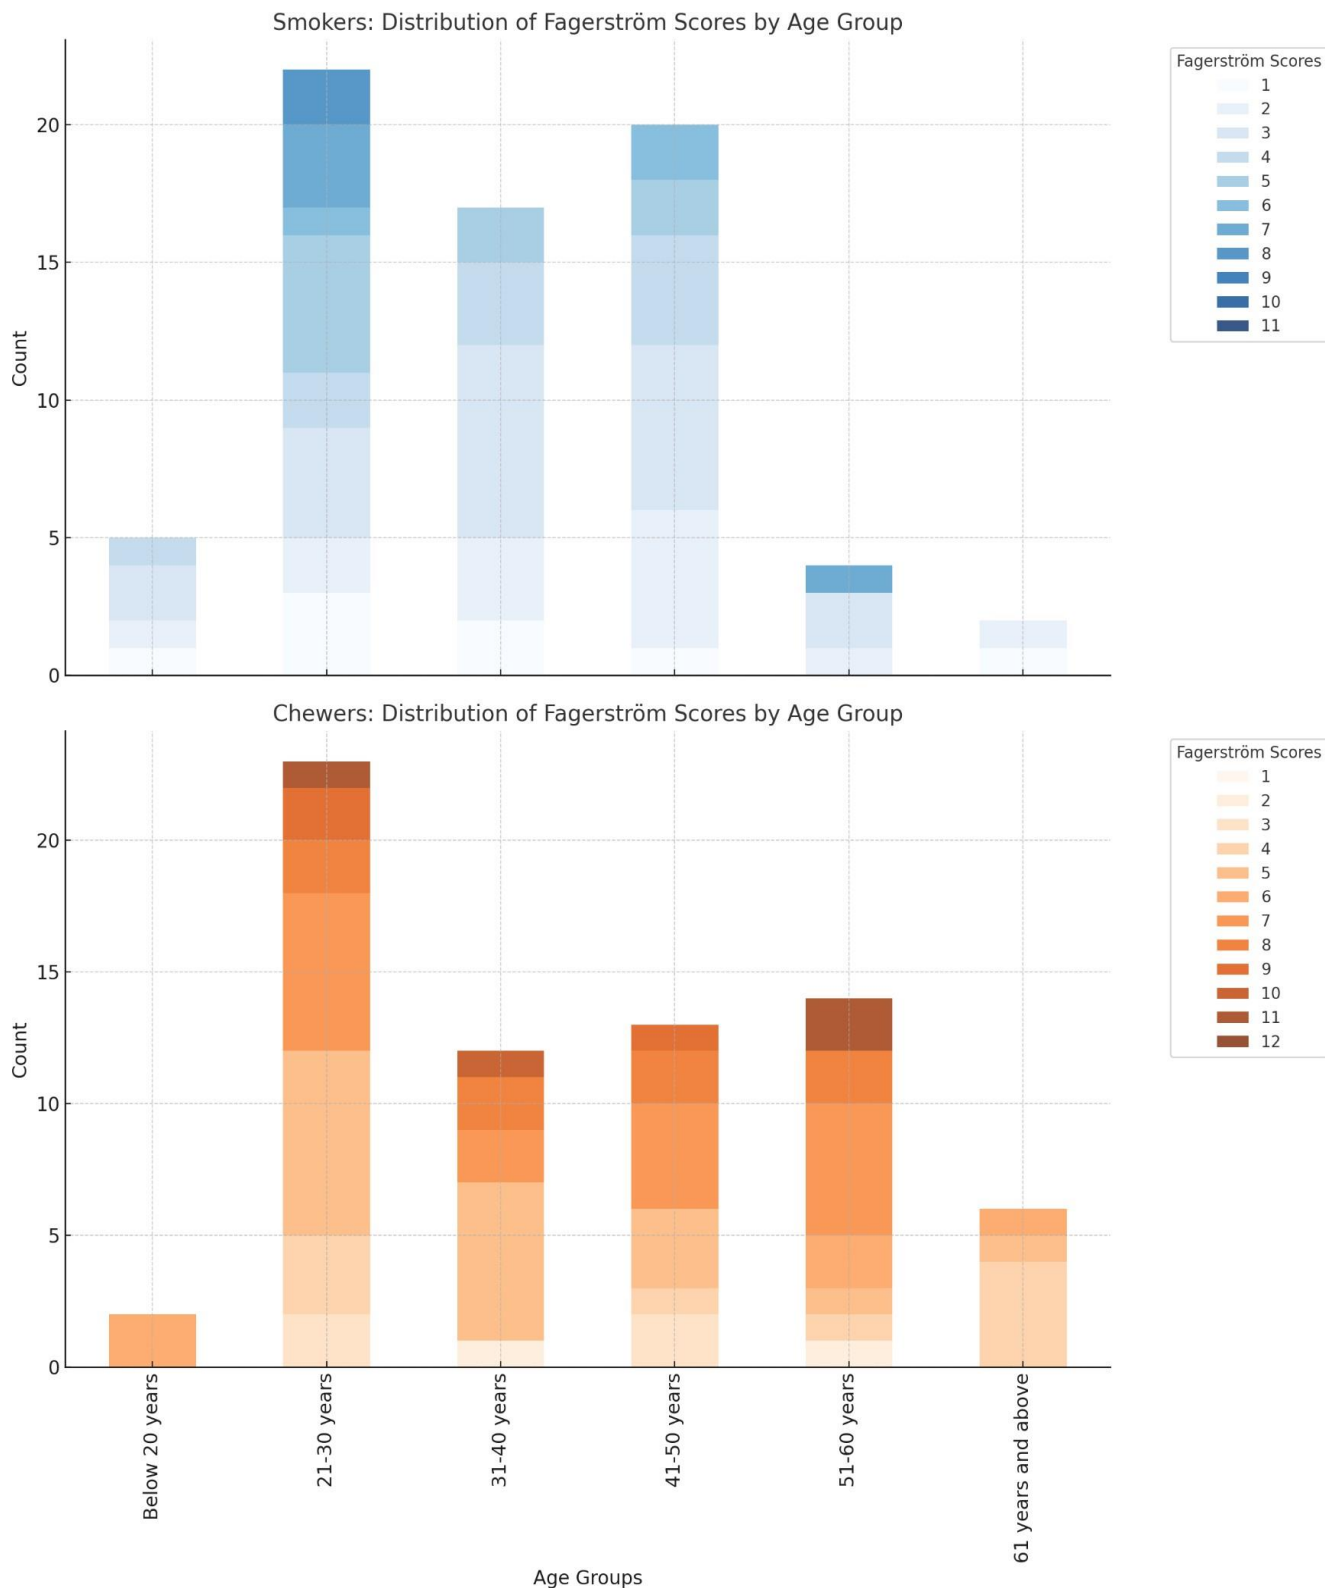 Smokers: Distribution of Fagerström Scores by Age Group
Fagerström Scores
1
2
3
4
5
6
7
8
9
10
11
20
15
10
5
0
Count
Chewers: Distribution of Fagerström Scores by Age Group
Fagerström Scores
1
2
3
4
5
6
7
8
9
10
11
12
20
15
10
5
0
Count
Below 20 years
21-30 years
31-40 years
41-50 years
51-60 years
61 years and above
Age Groups